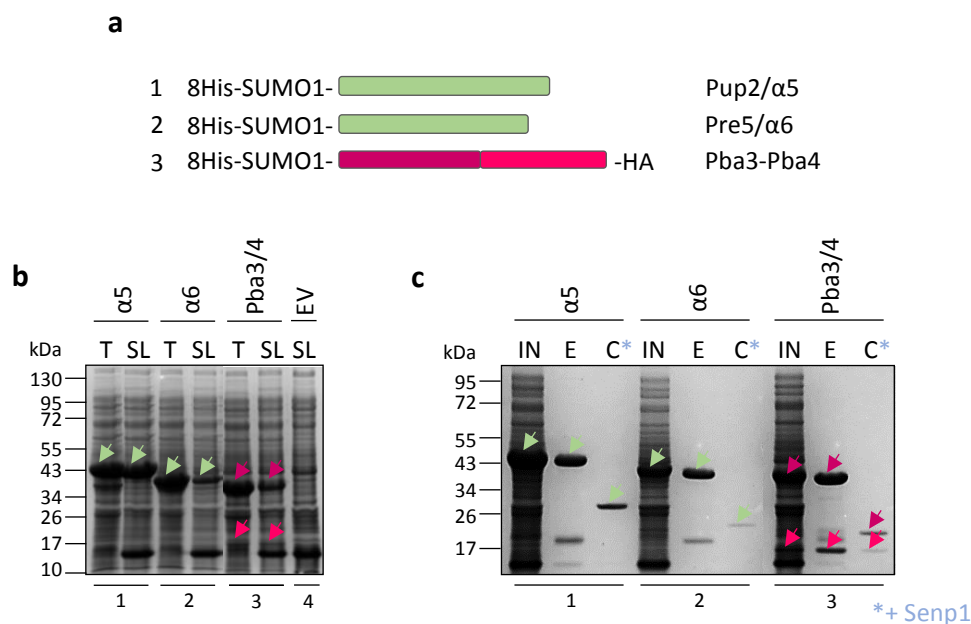 a
1 8His-SUMO1- Pup2/α5
2 8His-SUMO1- Pre5/α6
3 8His-SUMO1- -HA Pba3-Pba4
b
α5 α6 Pba3/4 EV
kDa T SL T SL T SL SL
130
95
72
55
43
34
26
17
10
1 2 3 4
c
α5 α6 Pba3/4
kDa IN E C* IN E C* IN E C*
95
72
55
43
34
26
17
1 2 3
*+ Senp1